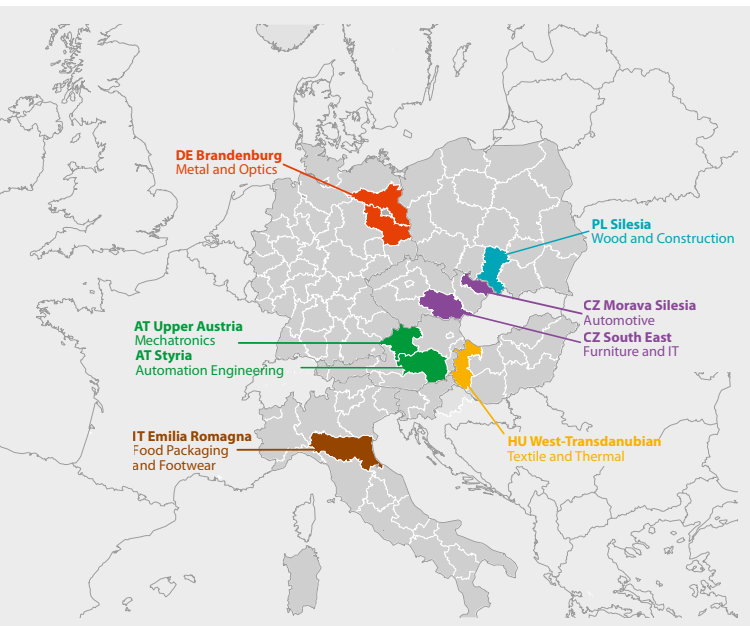 DE Brandenburg
Metal and Optics
PL Silesia
Wood and Construction
CZ Morava Silesia
Automotive
CZ South East
Furniture and IT
AT Upper Austria
Mechatronics
AT Styria
Automation Engineering
IT Emilia Romagna
Food Packaging
and Footwear
HU West-Transdanubian
Textile and Thermal